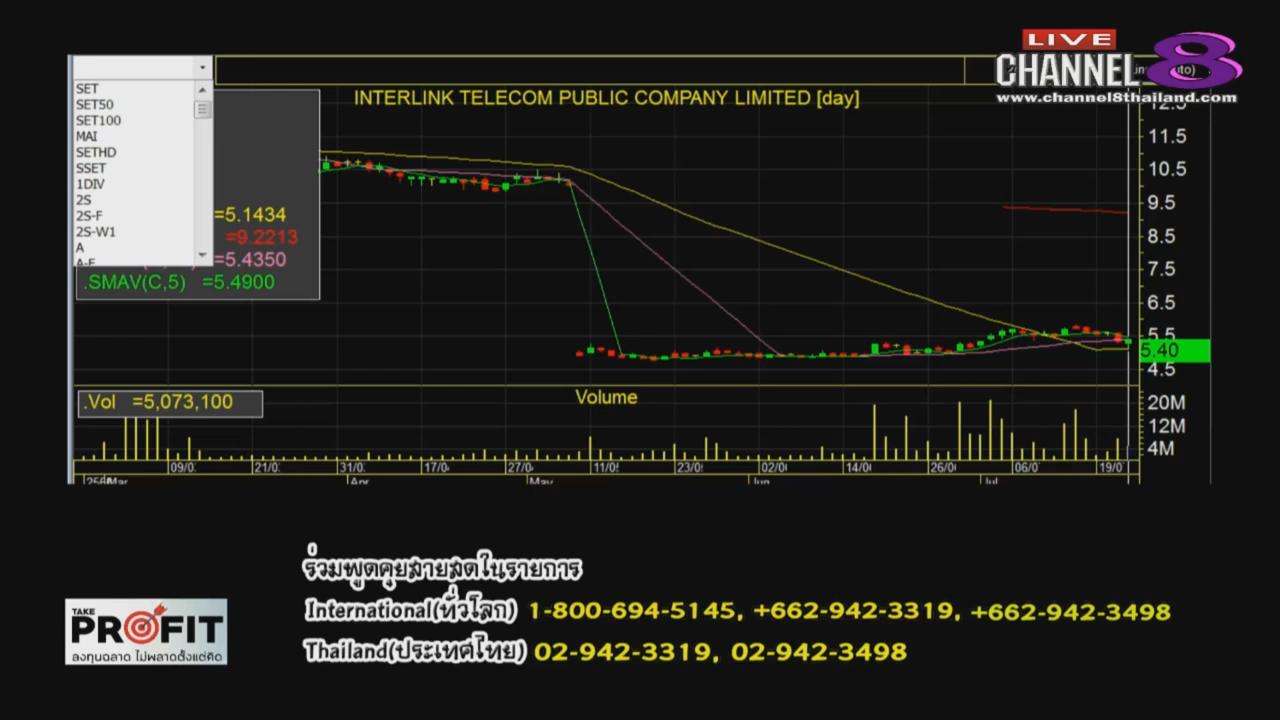 LIVE
CHANNEL 8
www.channel8thailand.com
INTERLINK TELECOM PUBLIC COMPANY LIMITED [day]
SET
SET50
SET100
MAI
SETHD
SSET
1DIV
2S
2S-F
2S-W1
A
=5.1434
=9.2213
=5.4350
.SMAV(C,5) =5.4900
12.5
11.5
10.5
9.5
8.5
7.5
6.5
5.5
5.40
4.5
.Vol =5,073,100
Volume
20M
12M
4M
09/0 21/0 31/0 17/0 27/0 11/0 23/0 02/0 14/0 26/0 06/0 19/0
Mar Apr May Jun Jul
ร่วมพูดคุยสายสดในรายการ
International(ทั่วโลก) 1-800-694-5145, +662-942-3319, +662-942-3498
Thailand(ประเทศไทย) 02-942-3319, 02-942-3498
TAKE
PROFIT
ลงทุนฉลาด ไม่พลาดตั้งแต่คิด